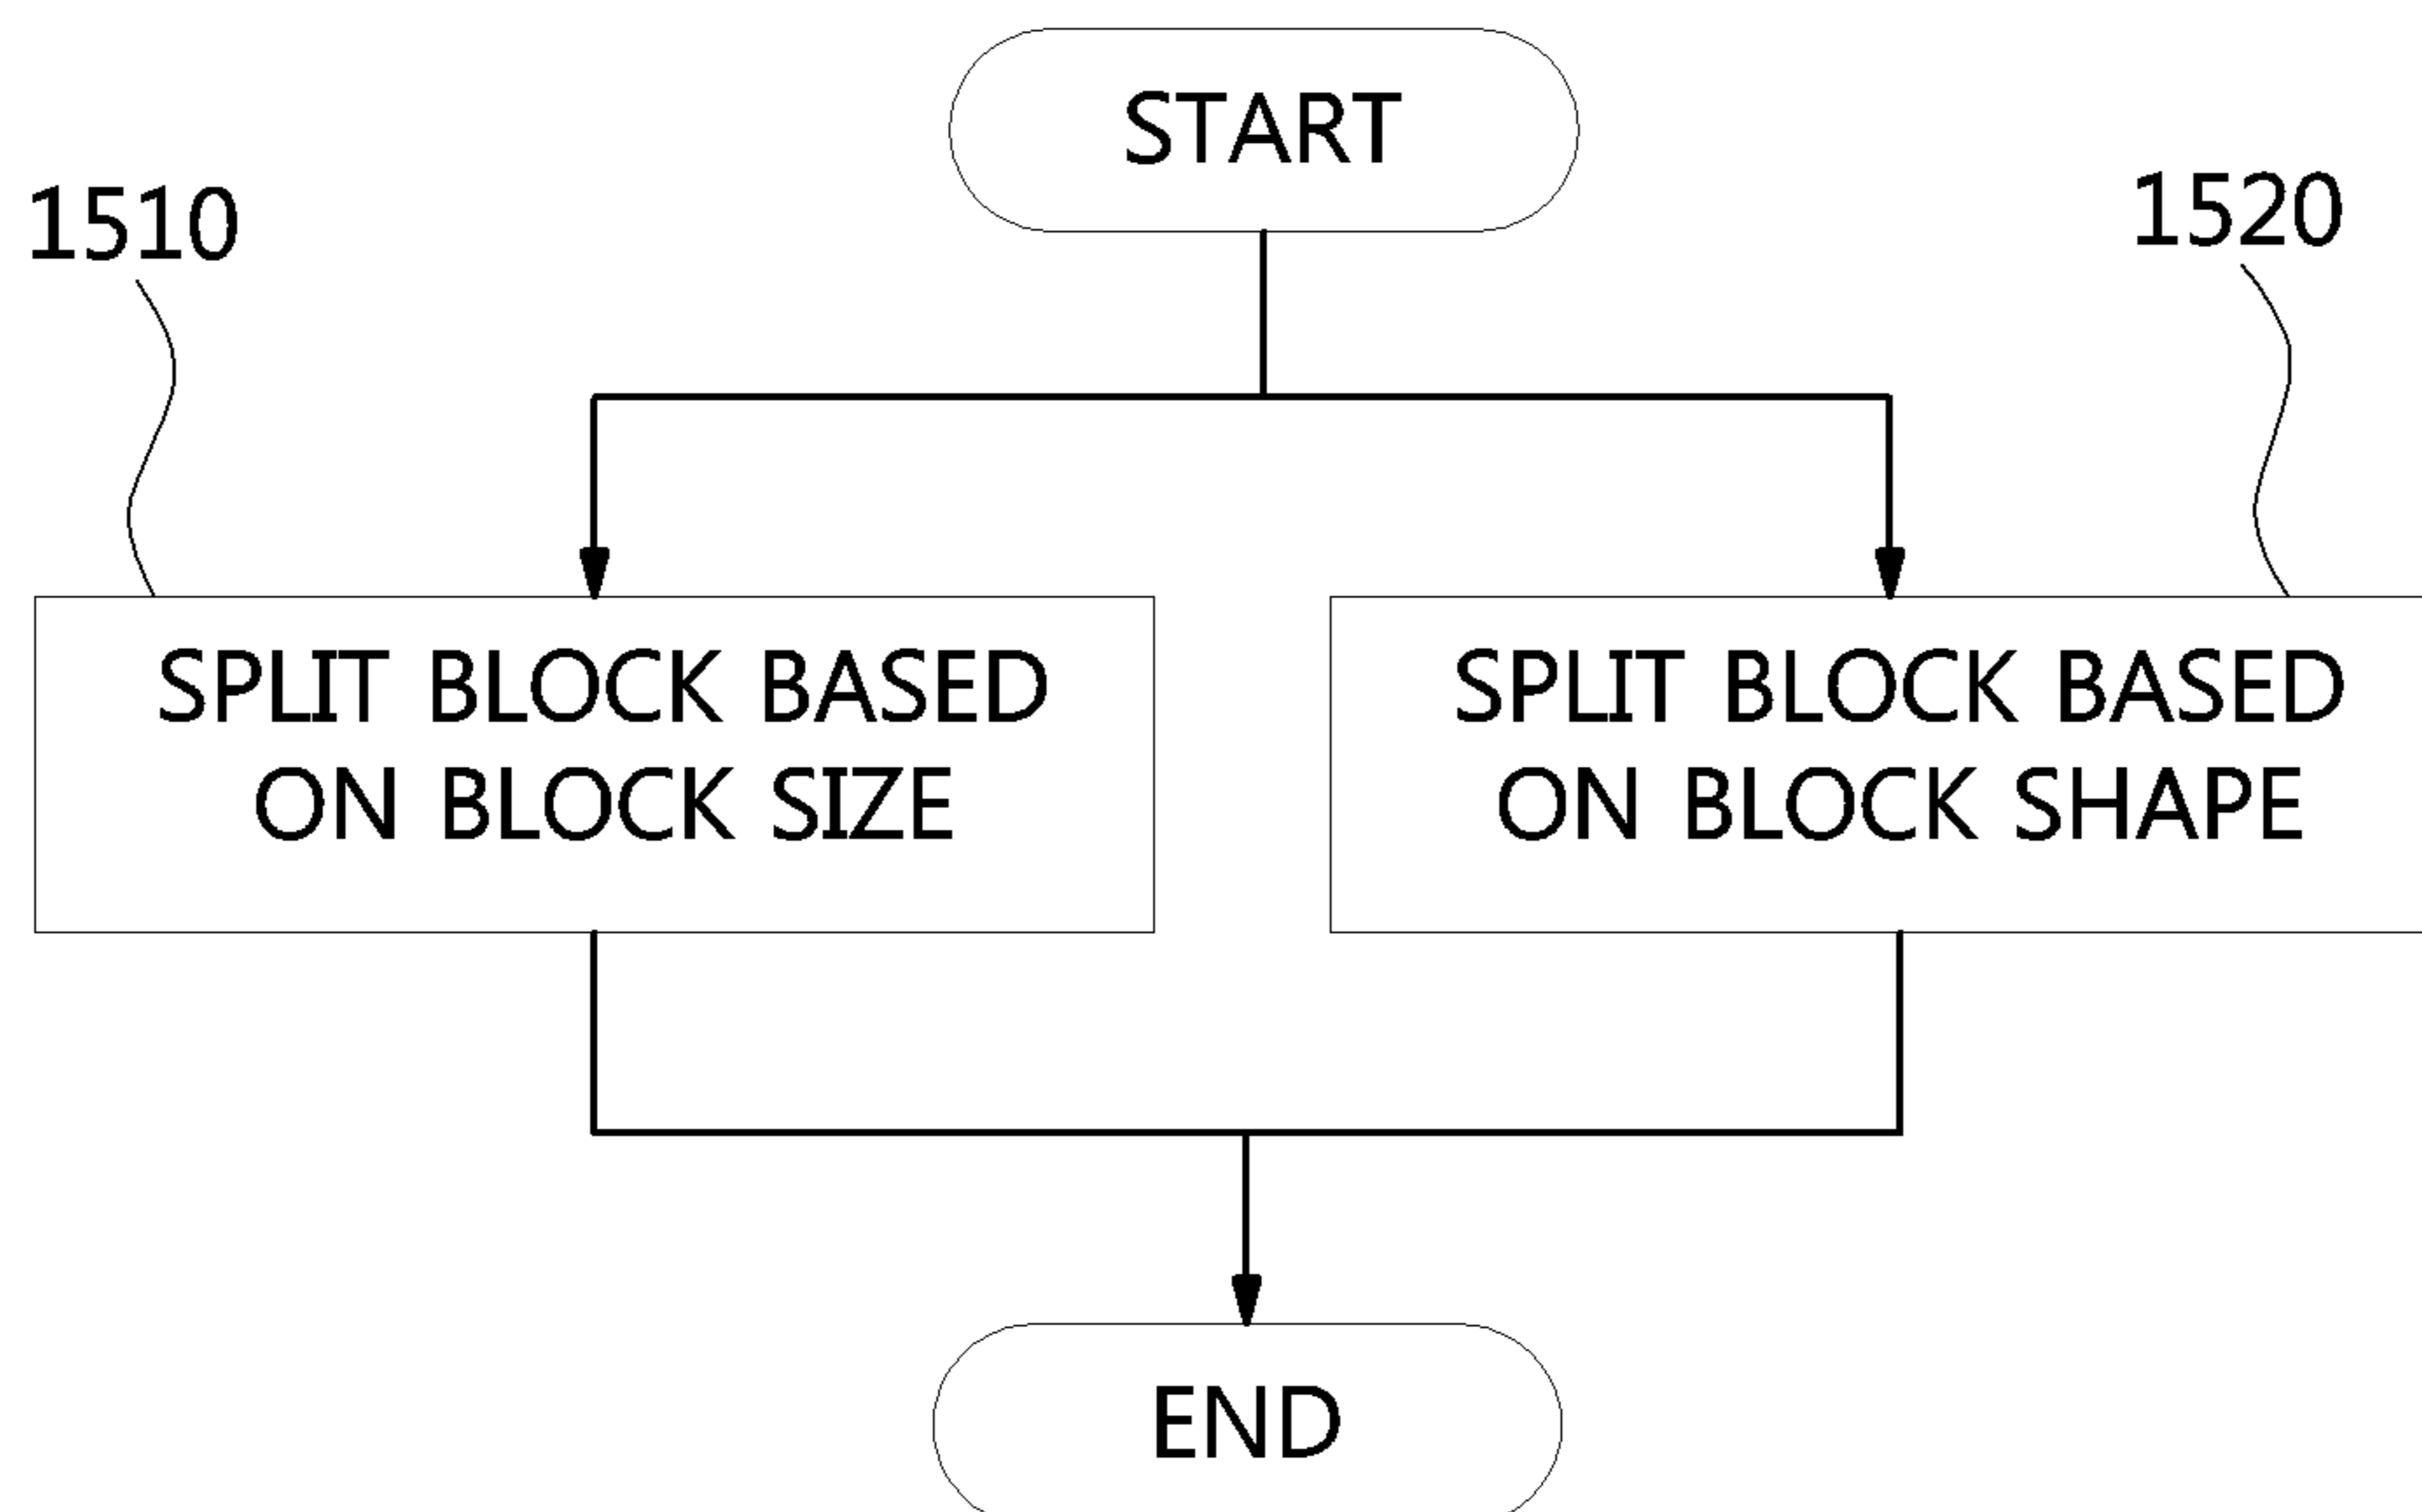 START
1510
1520
SPLIT BLOCK BASED
ON BLOCK SIZE
SPLIT BLOCK BASED
ON BLOCK SHAPE
END